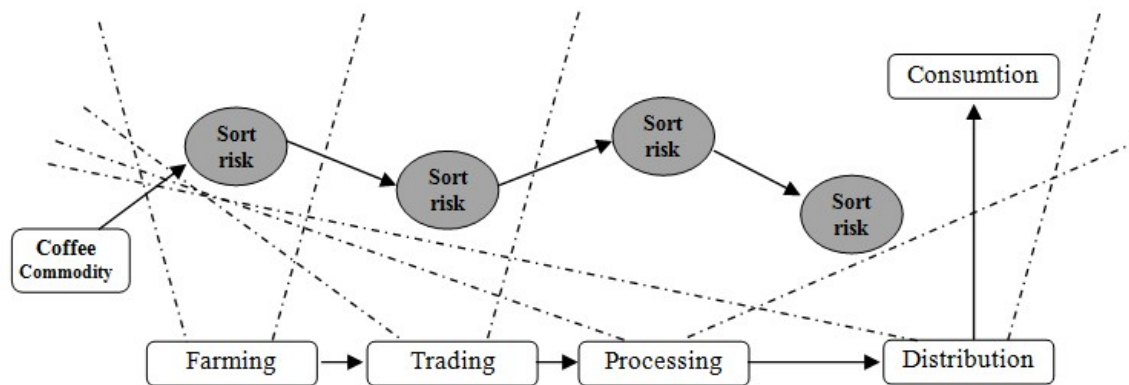 Consumtion
Sort
risk
Sort
risk
Sort
risk
Sort
risk
Coffee
Commodity
Farming
Trading
Processing
Distribution